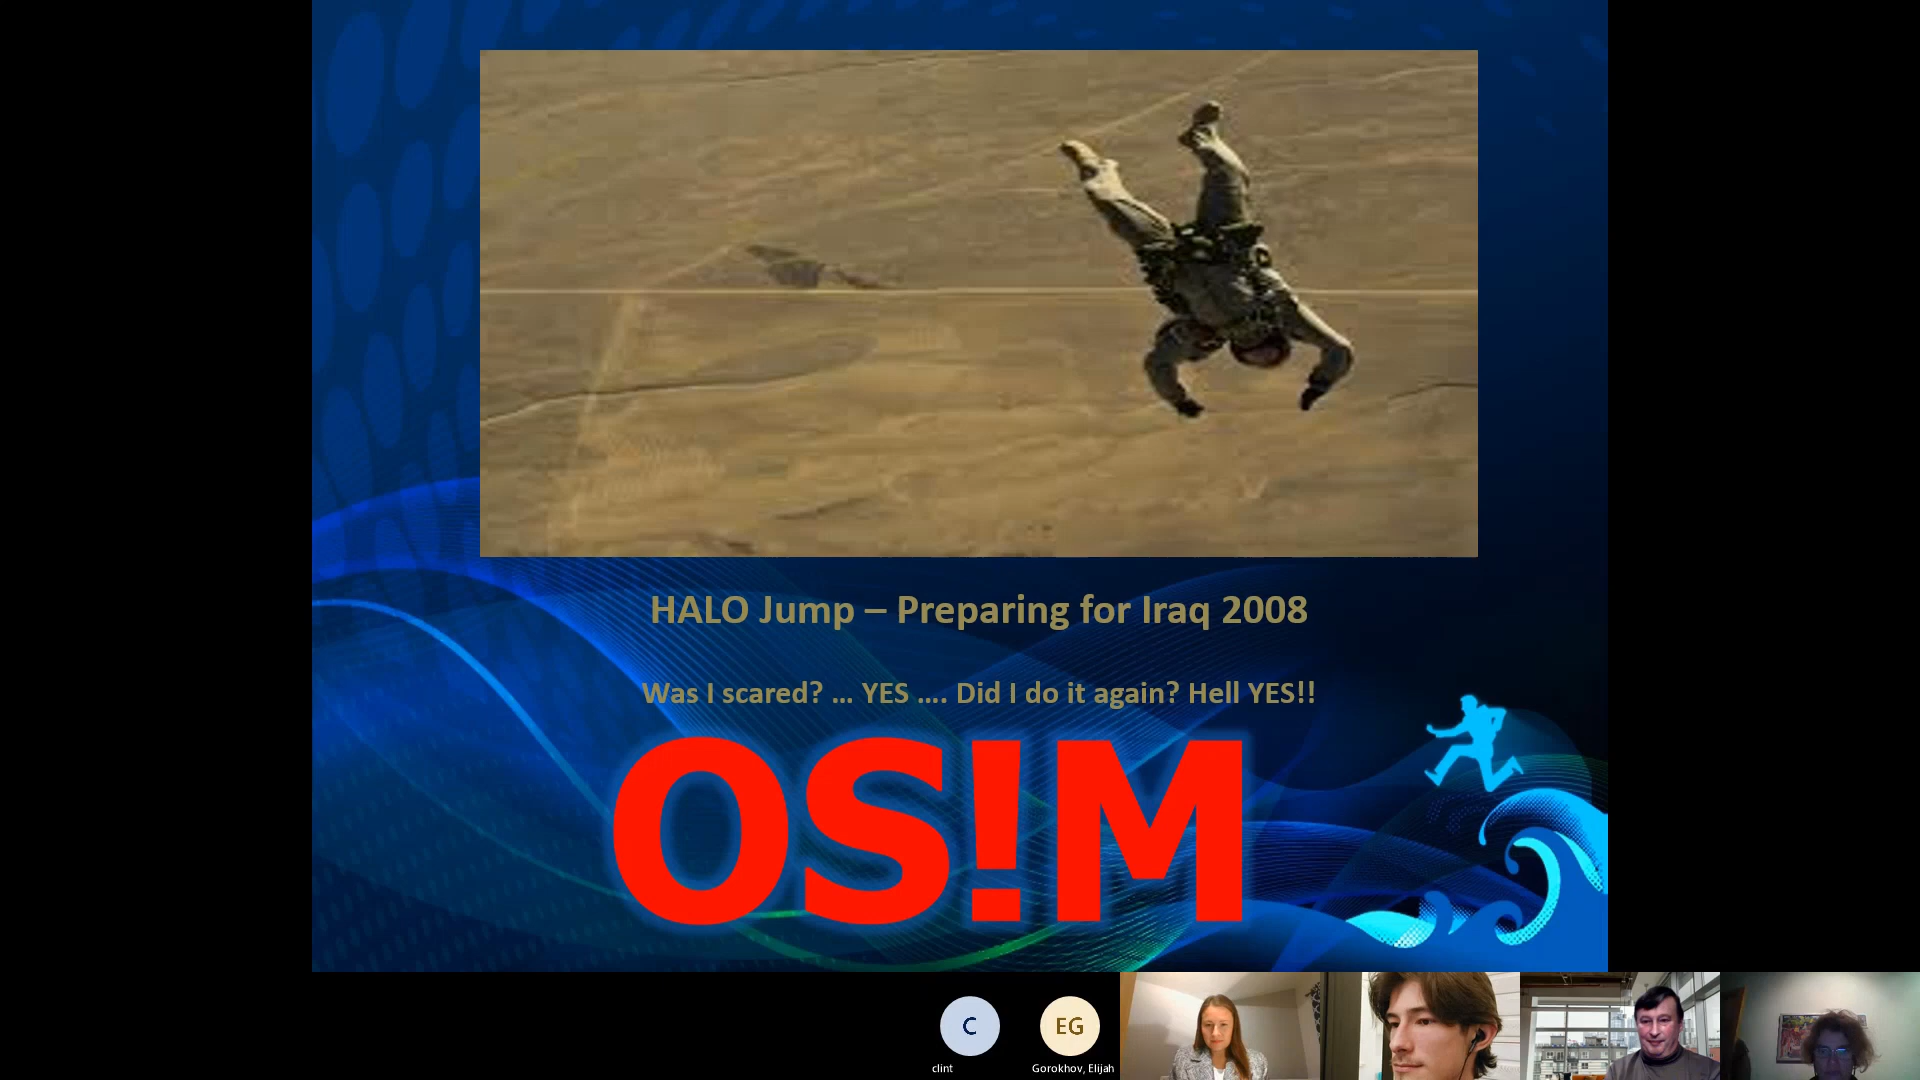 HALO Jump – Preparing for Iraq 2008
Was I scared? ... YES .... Did I do it again? Hell YES!!
OS!M
C
EG
clint
Gorokhov, Elijah